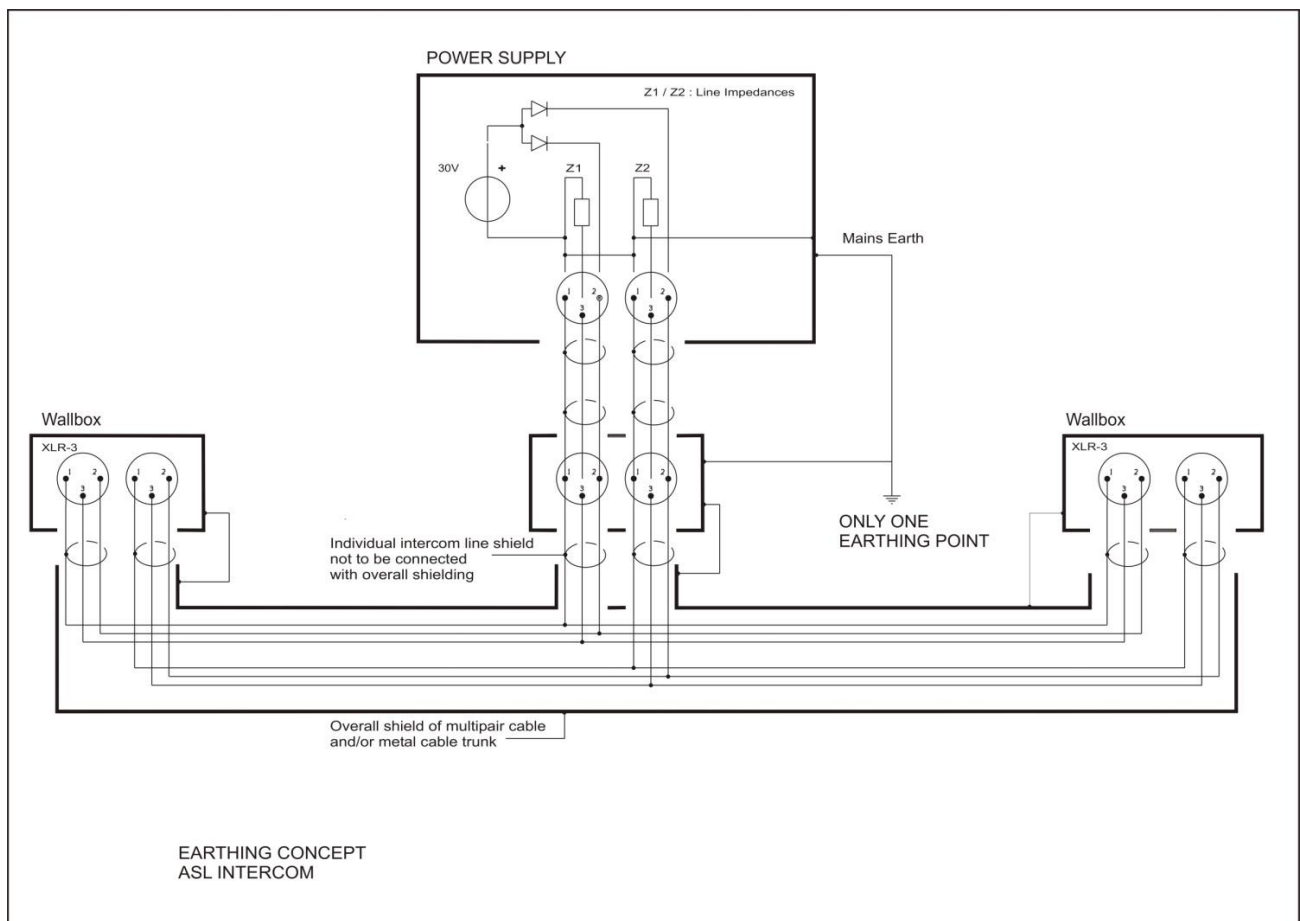 POWER SUPPLY
Z1 / Z2 : Line Impedances
30V
+
Z1
Z2
Mains Earth
1
2
3
1
2
3
Wallbox
XLR-3
1
2
3
1
2
3
1
2
3
1
2
3
Wallbox
XLR-3
1
2
3
1
2
3
ONLY ONE
EARTHING POINT
Individual intercom line shield
not to be connected
with overall shielding
Overall shield of multipair cable
and/or metal cable trunk
EARTHING CONCEPT
ASL INTERCOM